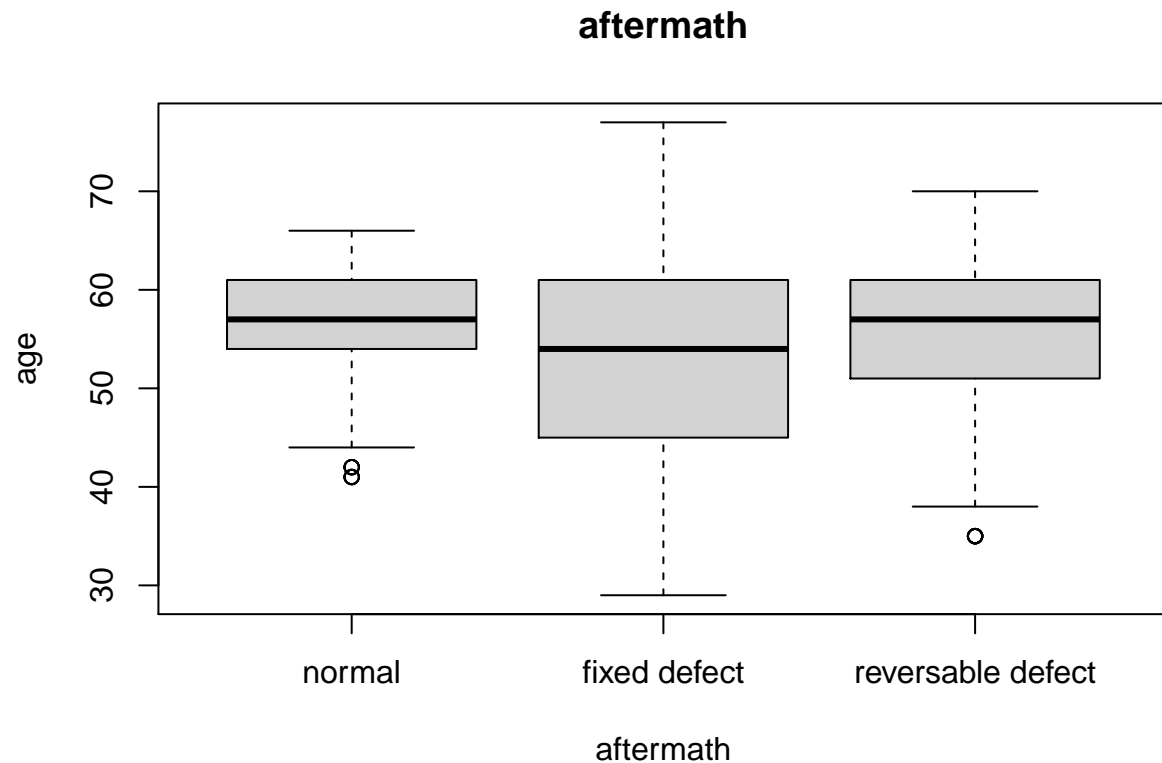 aftermath
70
60
50
40
30
age
normal fixed defect reversable defect
aftermath